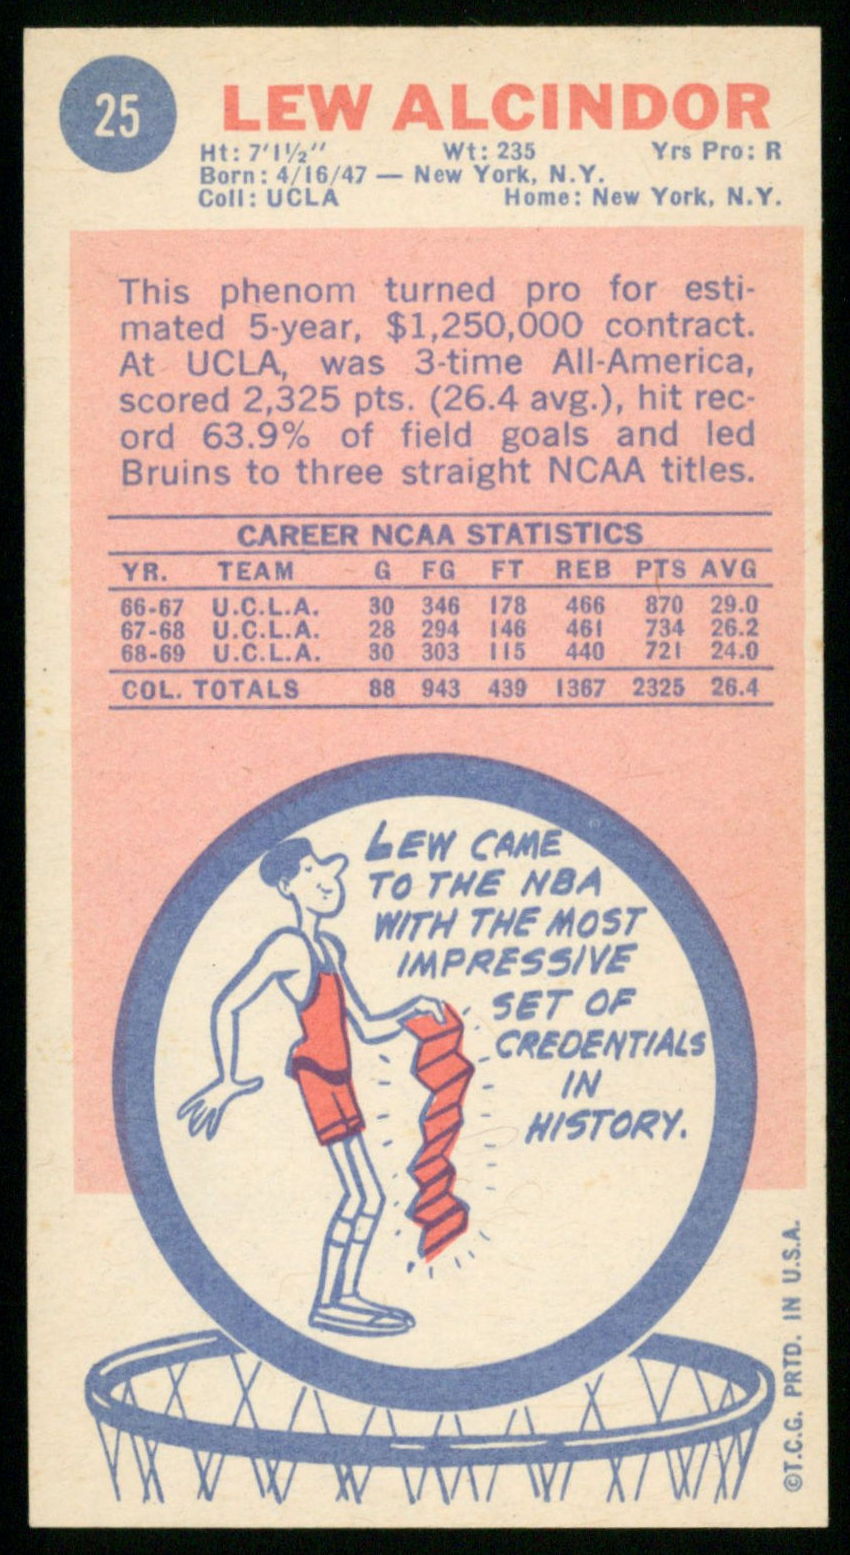 25
LEW ALCINDOR
Ht: 7'1½" Wt: 235 Yrs Pro: R
Born: 4/16/47 — New York, N.Y.
Coll: UCLA Home: New York, N.Y.
This phenom turned pro for esti-
mated 5-year, $1,250,000 contract.
At UCLA, was 3-time All-America,
scored 2,325 pts. (26.4 avg.), hit rec-
ord 63.9% of field goals and led
Bruins to three straight NCAA titles.
CAREER NCAA STATISTICS
YR. TEAM G FG FT REB PTS AVG
66-67 U.C.L.A. 30 346 178 466 870 29.0
67-68 U.C.L.A. 28 294 146 461 734 26.2
68-69 U.C.L.A. 30 303 115 440 721 24.0
COL. TOTALS 88 943 439 1367 2325 26.4
LEW CAME
TO THE NBA
WITH THE MOST
IMPRESSIVE
SET OF
CREDENTIALS
IN
HISTORY.
©T.C.G. PRTD. IN U.S.A.